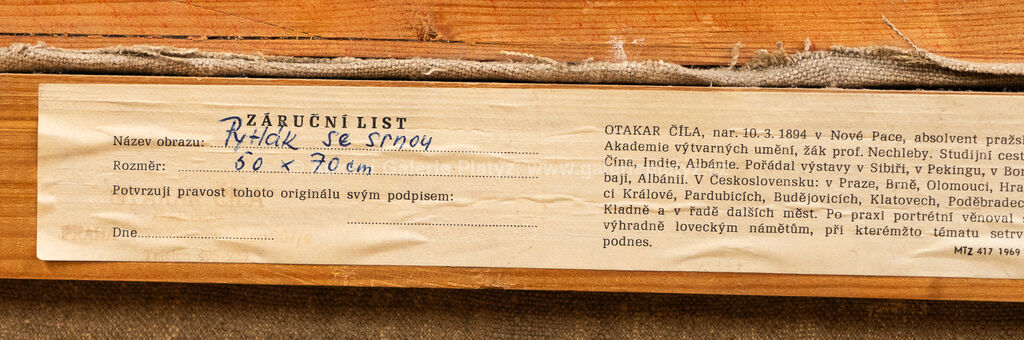 ZÁRUČNÍ LIST
Název obrazu: Pytlák se srnou
Rozměr: 50 x 70 cm
Potvrzuji pravost tohoto originálu svým podpisem:
Dne
OTAKAR ČÍLA, nar. 10. 3. 1894 v Nové Pace, absolvent pražs
Akademie výtvarných umění, žák prof. Nechleby. Studijní cest
Čína, Indie, Albánie. Pořádal výstavy v Sibiři, v Pekingu, v Bom
baji, Albánii. V Československu: v Praze, Brně, Olomouci, Hra
ci Králové, Pardubicích, Budějovicích, Klatovech, Poděbradec
Kladně a v řadě dalších měst. Po praxi portrétní věnoval
výhradně loveckým námětům, při kterémžto tématu setrv
podnes.
MTZ 417 1969